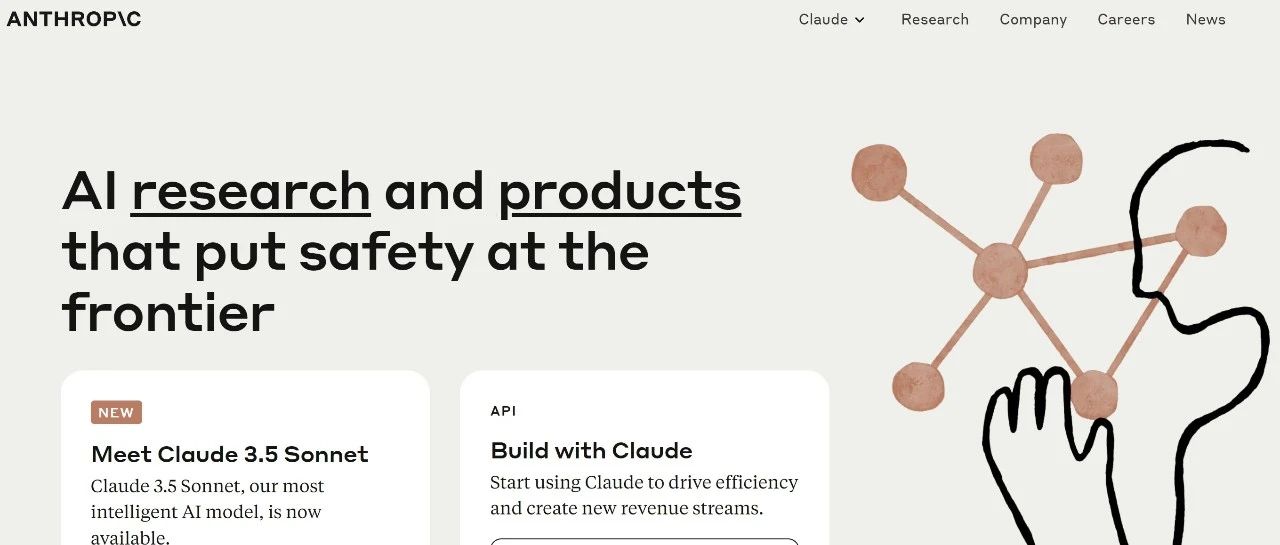 ANTHROP\C
Claude
Research
Company
Careers
News
AI research and products
that put safety at the
frontier
NEW
Meet Claude 3.5 Sonnet
Claude 3.5 Sonnet, our most
intelligent AI model, is now
available.
API
Build with Claude
Start using Claude to drive efficiency
and create new revenue streams.